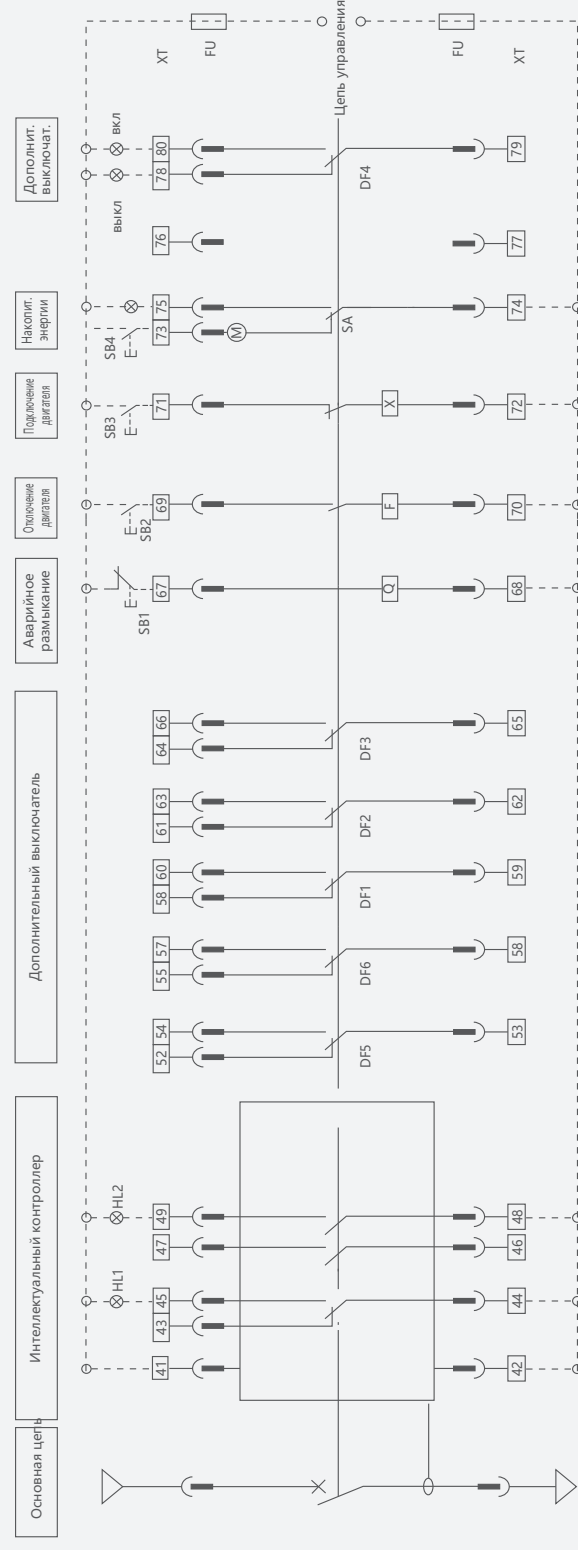 Основная цепь
Интеллектуальный контроллер
Дополнительный выключатель
Аварийное
размыкание
Отключение
двигателя
Подключение
двигателя
Накопит.
энергии
Дополнит.
выключат.
HL1
HL2
SB1
SB2
SB3
SB4
выкл
вкл
41
43
45
47
49
52
54
55
57
58
60
61
63
64
66
67
69
71
73
75
76
78
80
XT
FU
M
Цепь управления
DF5
DF6
DF1
DF2
DF3
SA
DF4
Q
F
X
FU
42
44
46
48
53
58
59
62
65
68
70
72
74
77
79
XT